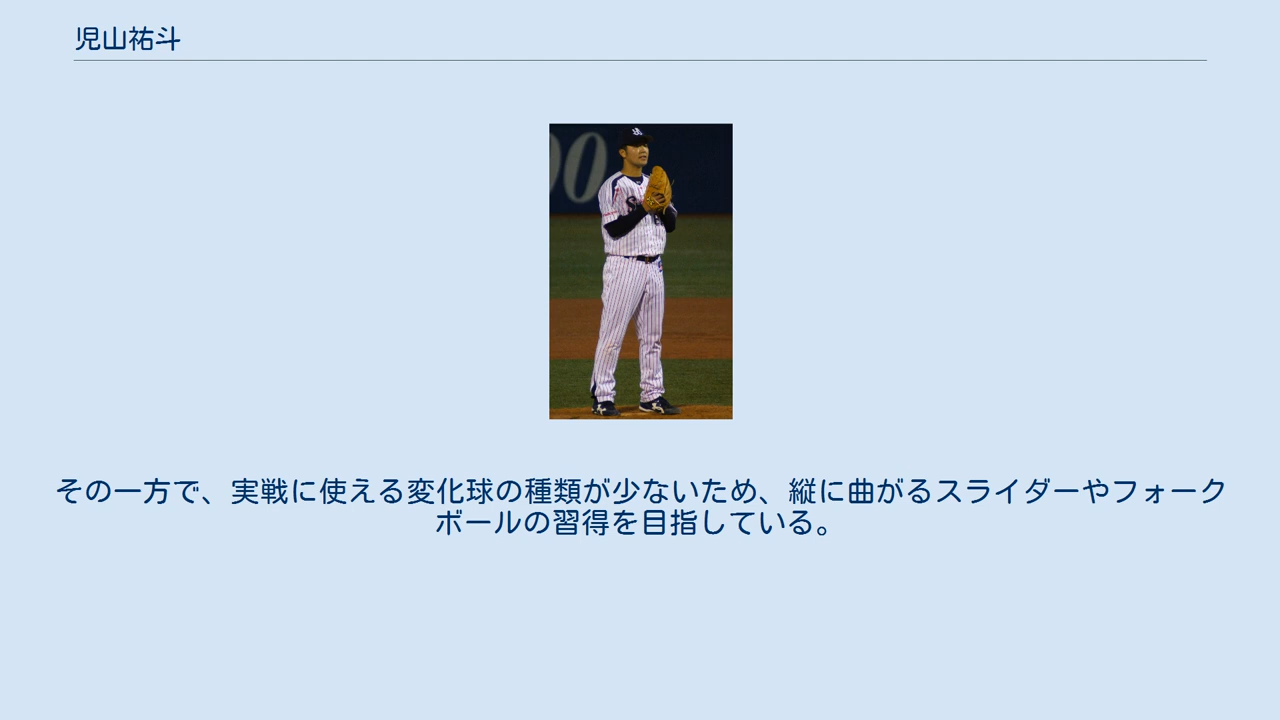 児山祐斗
その一方で、実戦に使える変化球の種類が少ないため、縦に曲がるスライダーやフォーク
ボールの習得を目指している。